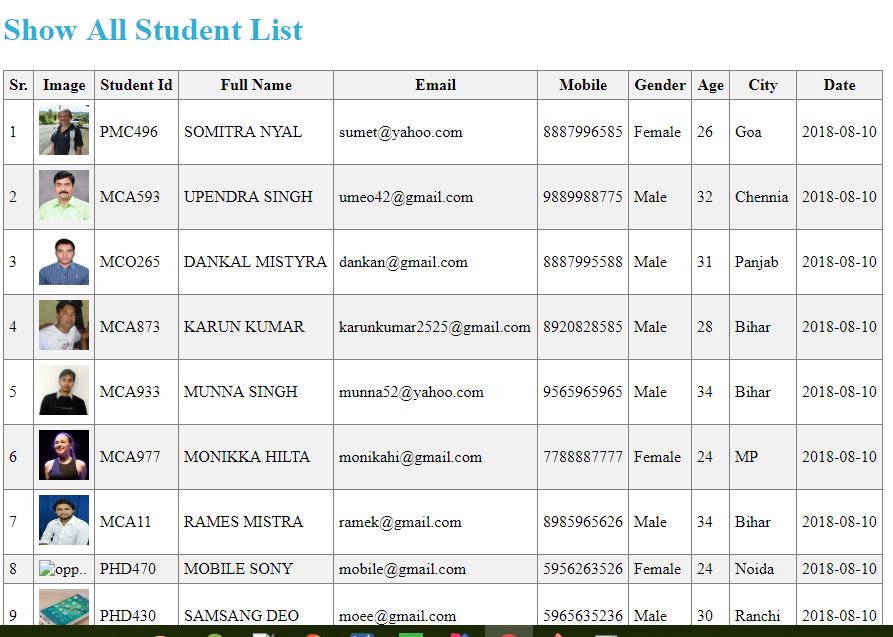 Show All Student List
Sr. Image Student Id Full Name Email Mobile Gender Age City Date
1 PMC496 SOMITRA NYAL sumet@yahoo.com 8887996585 Female 26 Goa 2018-08-10
2 MCA593 UPENDRA SINGH umeo42@gmail.com 9889988775 Male 32 Chennia 2018-08-10
3 MCO265 DANKAL MISTYRA dankan@gmail.com 8887995588 Male 31 Panjab 2018-08-10
4 MCA873 KARUN KUMAR karunkumar2525@gmail.com 8920828585 Male 28 Bihar 2018-08-10
5 MCA933 MUNNA SINGH munna52@yahoo.com 9565965965 Male 34 Bihar 2018-08-10
6 MCA977 MONIKKA HILTA monikahi@gmail.com 7788887777 Female 24 MP 2018-08-10
7 MCA11 RAMES MISTRA ramek@gmail.com 8985965626 Male 34 Bihar 2018-08-10
8 opp.. PHD470 MOBILE SONY mobile@gmail.com 5956263526 Female 24 Noida 2018-08-10
9 PHD430 SAMSANG DEO moee@gmail.com 5965635236 Male 30 Ranchi 2018-08-10